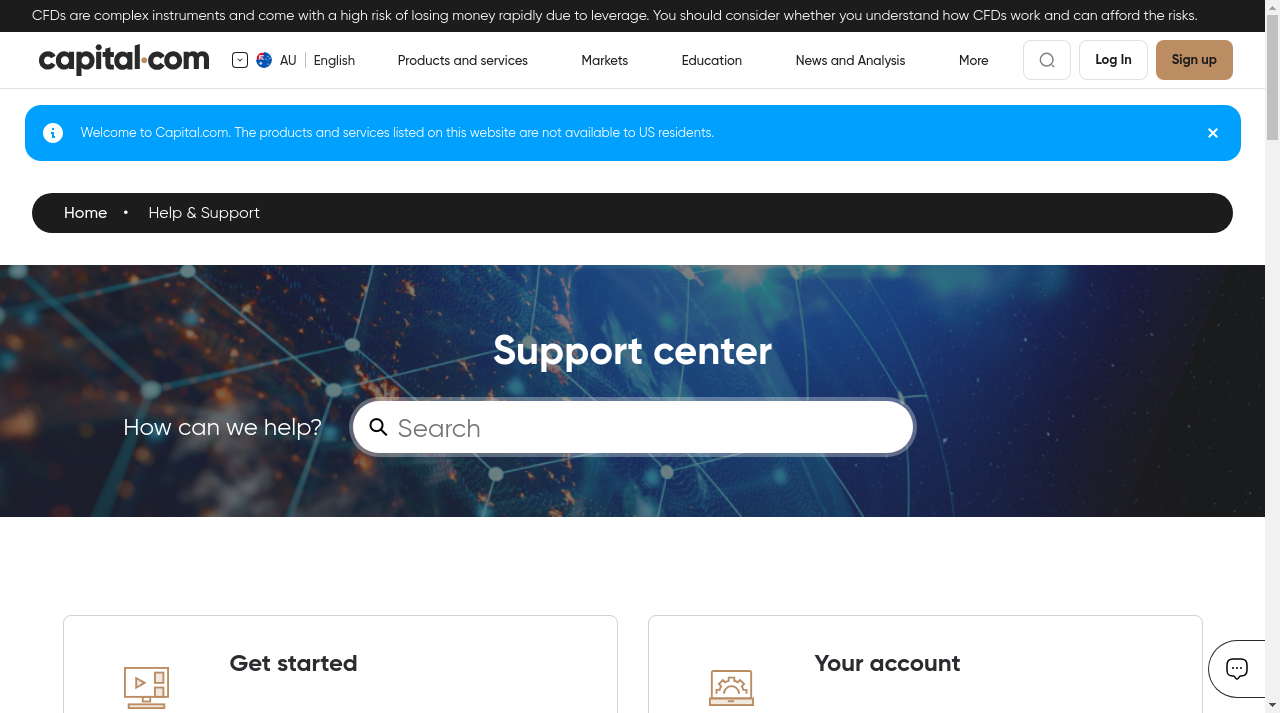 CFDs are complex instruments and come with a high risk of losing money rapidly due to leverage. You should consider whether you understand how CFDs work and can afford the risks.
capital.com AU English Products and services Markets Education News and Analysis More Log In Sign up
Welcome to Capital.com. The products and services listed on this website are not available to US residents.
Home • Help & Support
Support center
How can we help? Search
Get started Your account